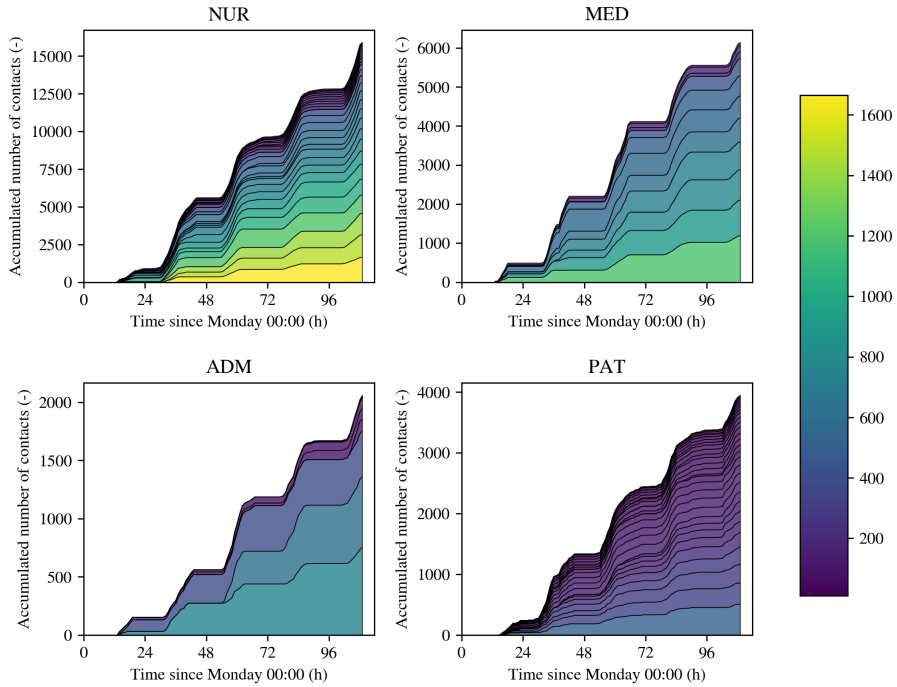 NUR
Accumulated number of contacts (-)
15000
12500
10000
7500
5000
2500
0
0 24 48 72 96
Time since Monday 00:00 (h)
MED
Accumulated number of contacts (-)
6000
5000
4000
3000
2000
1000
0
0 24 48 72 96
Time since Monday 00:00 (h)
ADM
Accumulated number of contacts (-)
2000
1500
1000
500
0
0 24 48 72 96
Time since Monday 00:00 (h)
PAT
Accumulated number of contacts (-)
4000
3000
2000
1000
0
0 24 48 72 96
Time since Monday 00:00 (h)
1600
1400
1200
1000
800
600
400
200